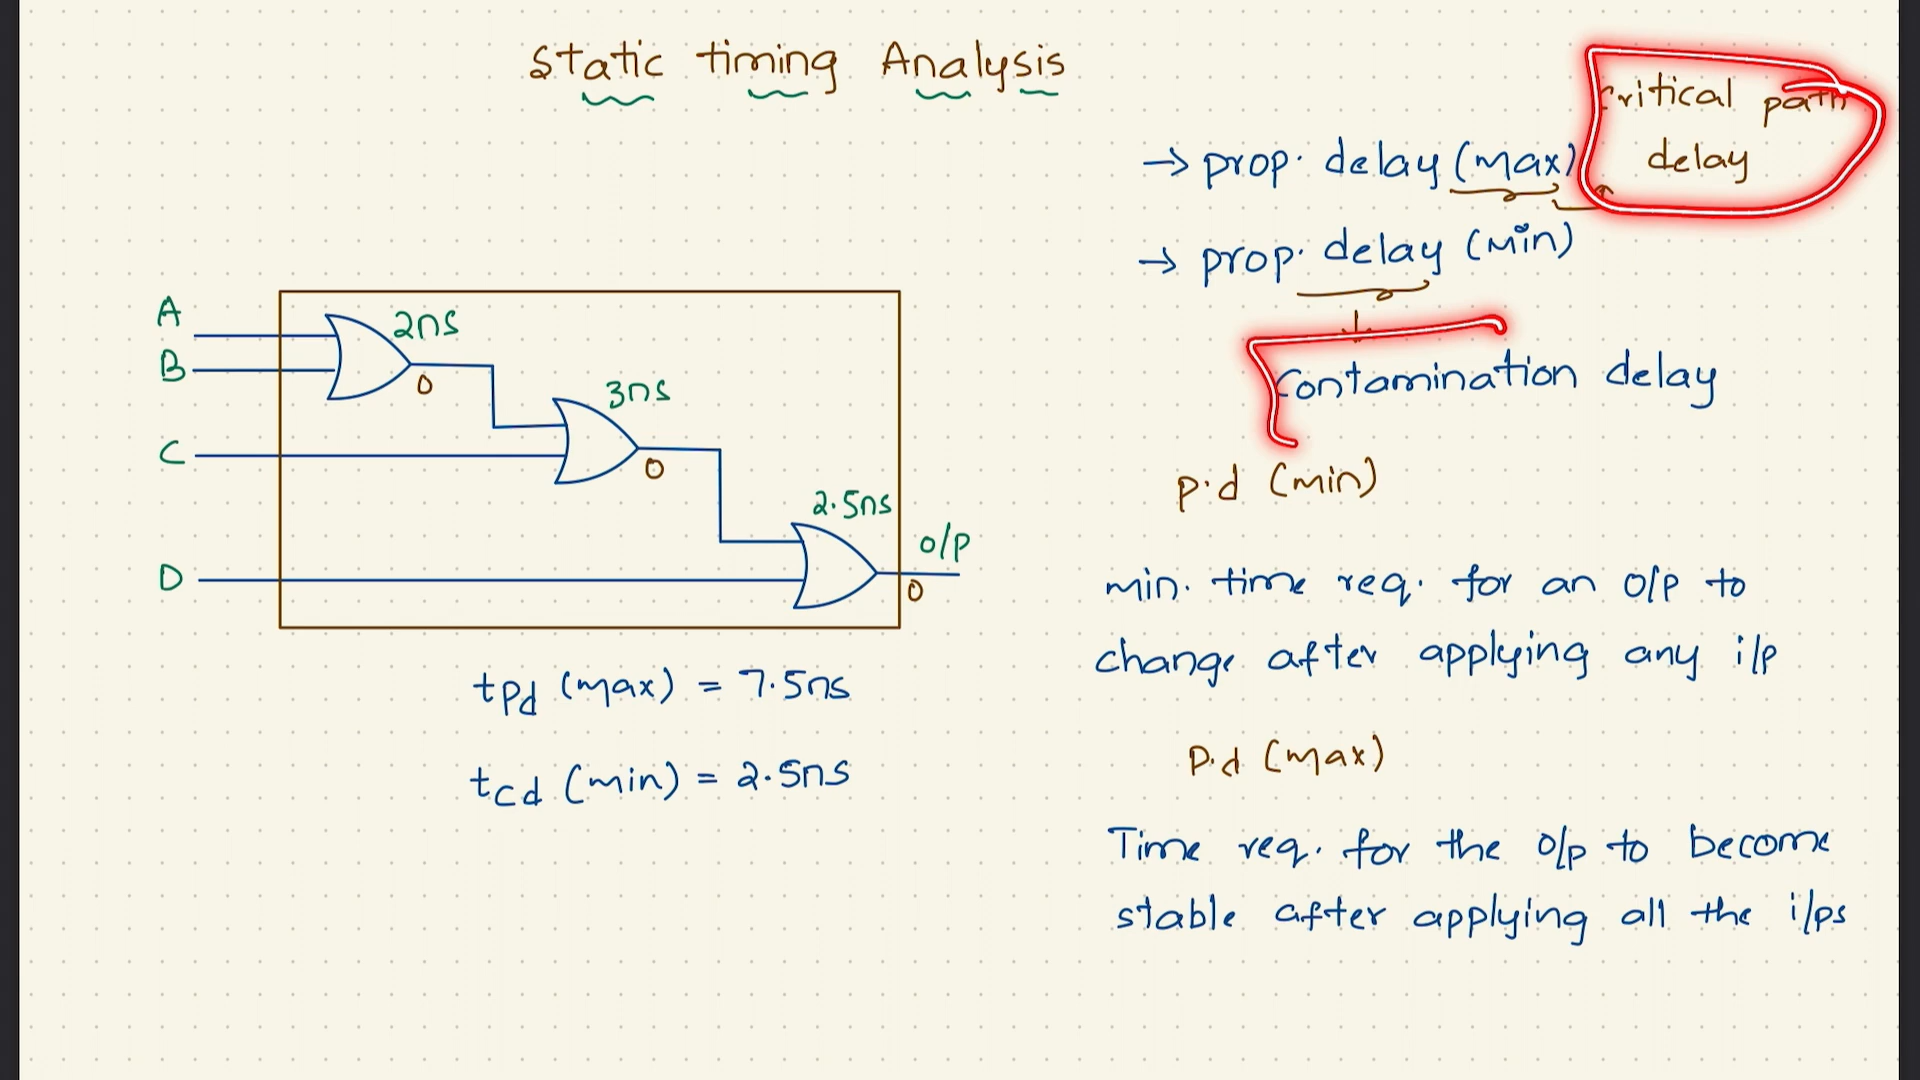 Static timing Analysis
critical path
delay
→ prop. delay (max)
→ prop. delay (min)
contamination delay
A
B
C
D
2ns
0
3ns
0
2.5ns
o/p
0
tpd (max) = 7.5ns
tcd (min) = 2.5ns
p.d (min)
min. time req. for an o/p to
change after applying any i/p
P.d (max)
Time req. for the o/p to become
stable after applying all the i/ps